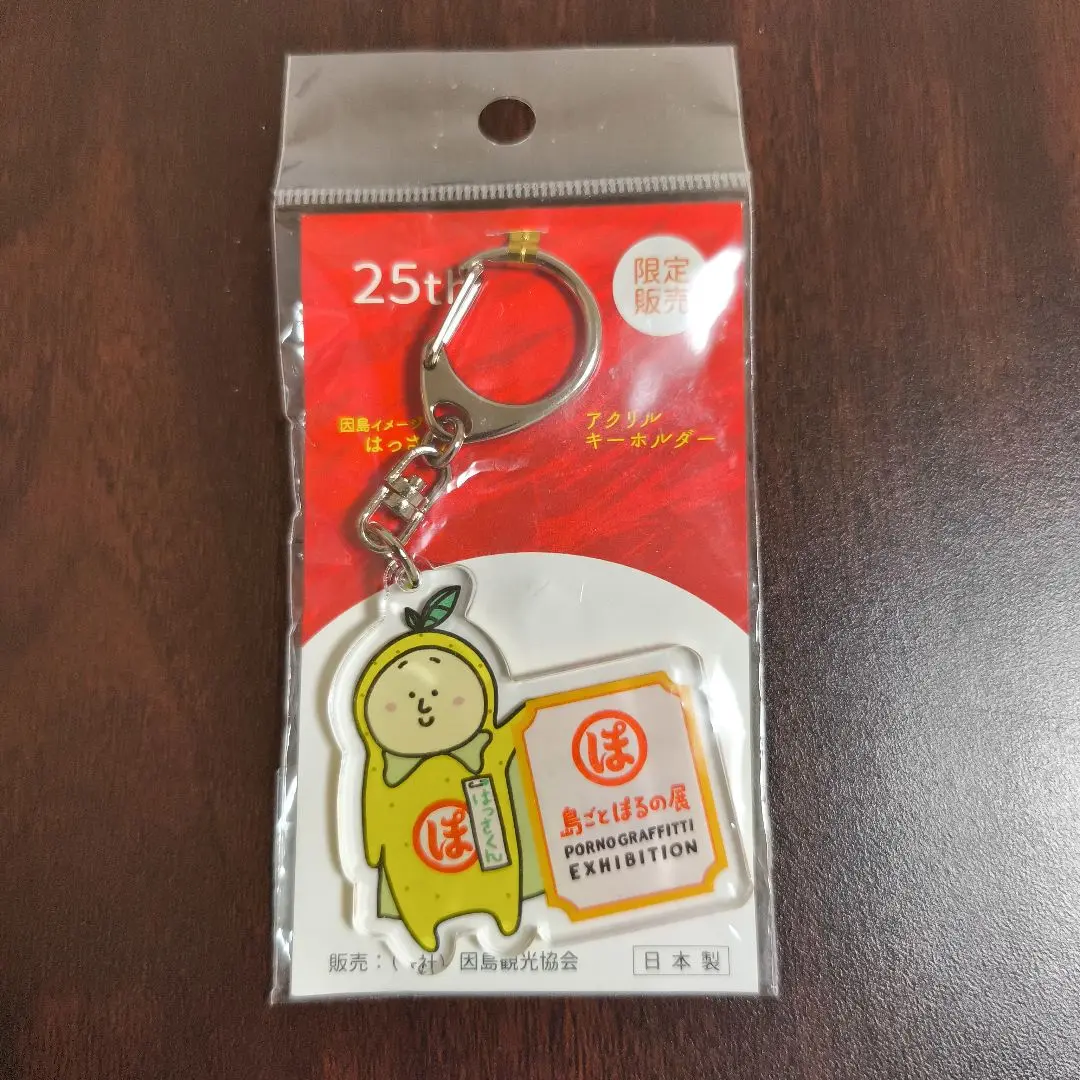 25th
限定
販売
因島イメージ
はっさ
アクリル
キーホルダー
ぽ
島ごとぽるの展
PORNOGRAFFITTI
EXHIBITION
ぽ
はっさくん
販売：( 社) 因島観光協会
日本製